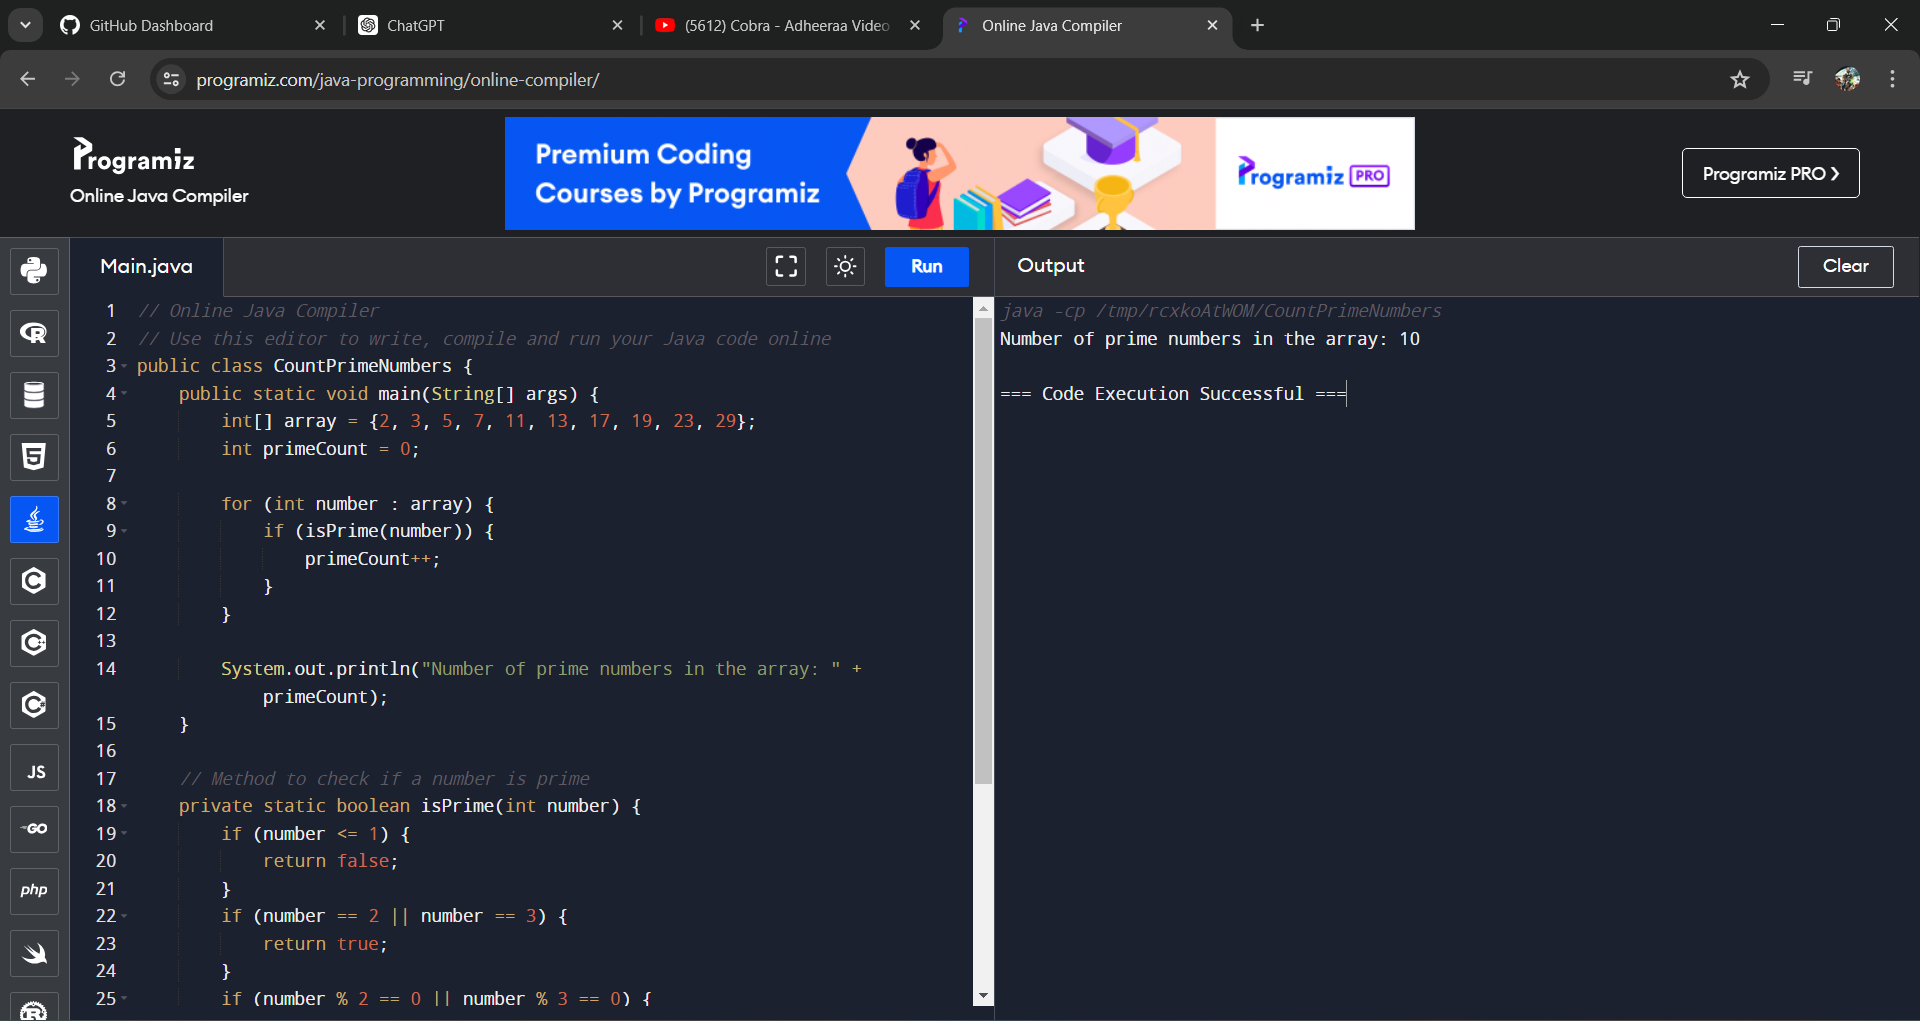 GitHub Dashboard
ChatGPT
(5612) Cobra - Adheeraa Video
Online Java Compiler
programiz.com/java-programming/online-compiler/
Programiz
Online Java Compiler
Premium Coding
Courses by Programiz
Programiz PRO
Programiz PRO ❯
Main.java
Run
Output
Clear
1 // Online Java Compiler
2 // Use this editor to write, compile and run your Java code online
3 public class CountPrimeNumbers {
4 public static void main(String[] args) {
5 int[] array = {2, 3, 5, 7, 11, 13, 17, 19, 23, 29};
6 int primeCount = 0;
7
8 for (int number : array) {
9 if (isPrime(number)) {
10 primeCount++;
11 }
12 }
13
14 System.out.println("Number of prime numbers in the array: " +
primeCount);
15 }
16
17 // Method to check if a number is prime
18 private static boolean isPrime(int number) {
19 if (number <= 1) {
20 return false;
21 }
22 if (number == 2 || number == 3) {
23 return true;
24 }
25 if (number % 2 == 0 || number % 3 == 0) {
java -cp /tmp/rcxkoAtWOM/CountPrimeNumbers
Number of prime numbers in the array: 10
=== Code Execution Successful ===
R
5
C
C
C
JS
GO
php
R